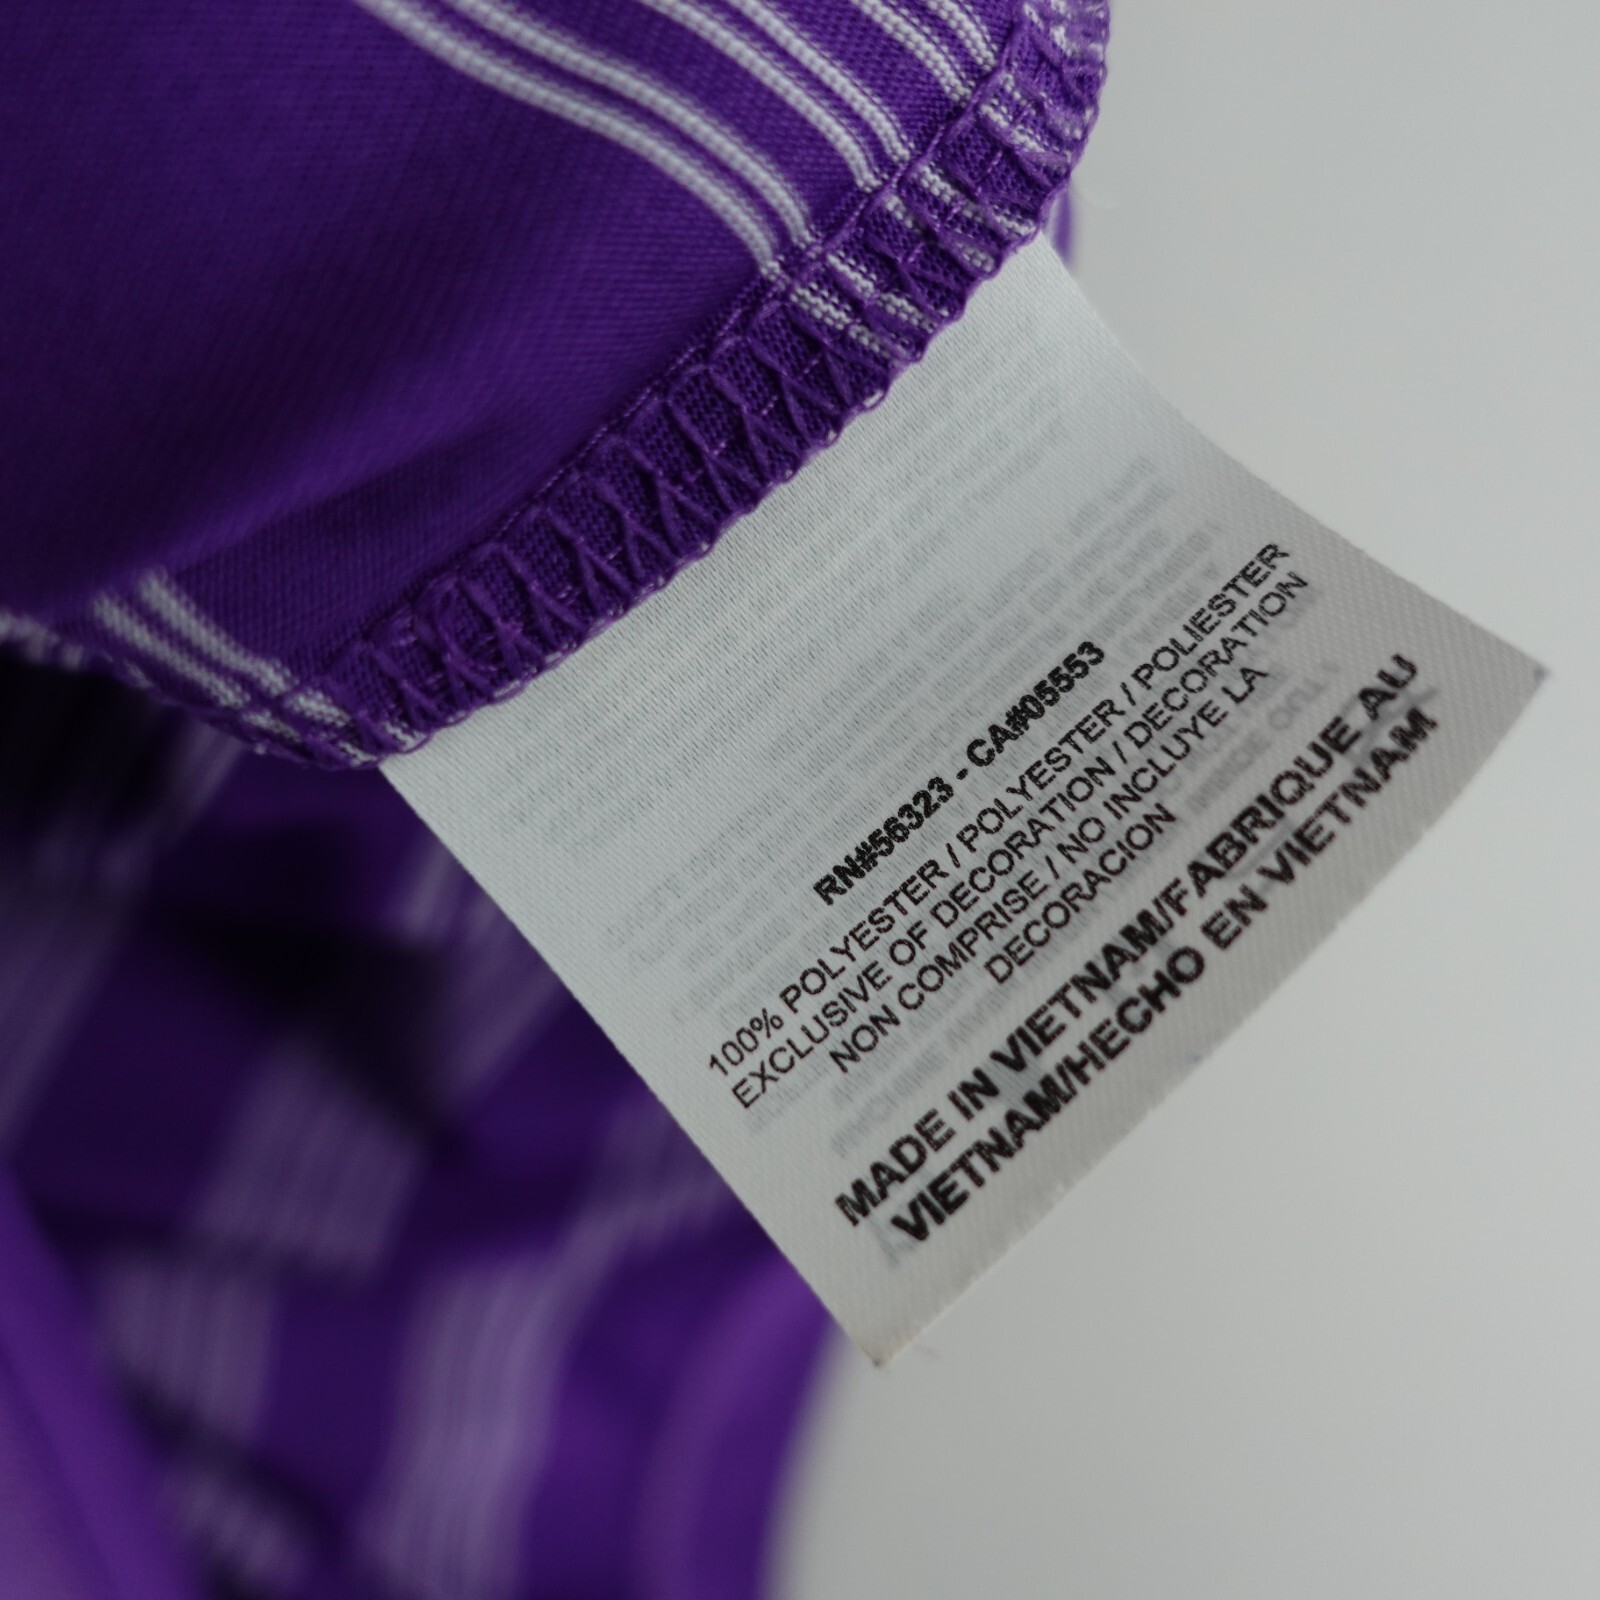 RN#56323 - CA#05553
100% POLYESTER / POLYESTER / POLIESTER
EXCLUSIVE OF DECORATION / DECORATION
NON COMPRISE / NO INCLUYE LA
DECORACION
MADE IN VIETNAM/FABRIQUE AU
VIETNAM/HECHO EN VIETNAM